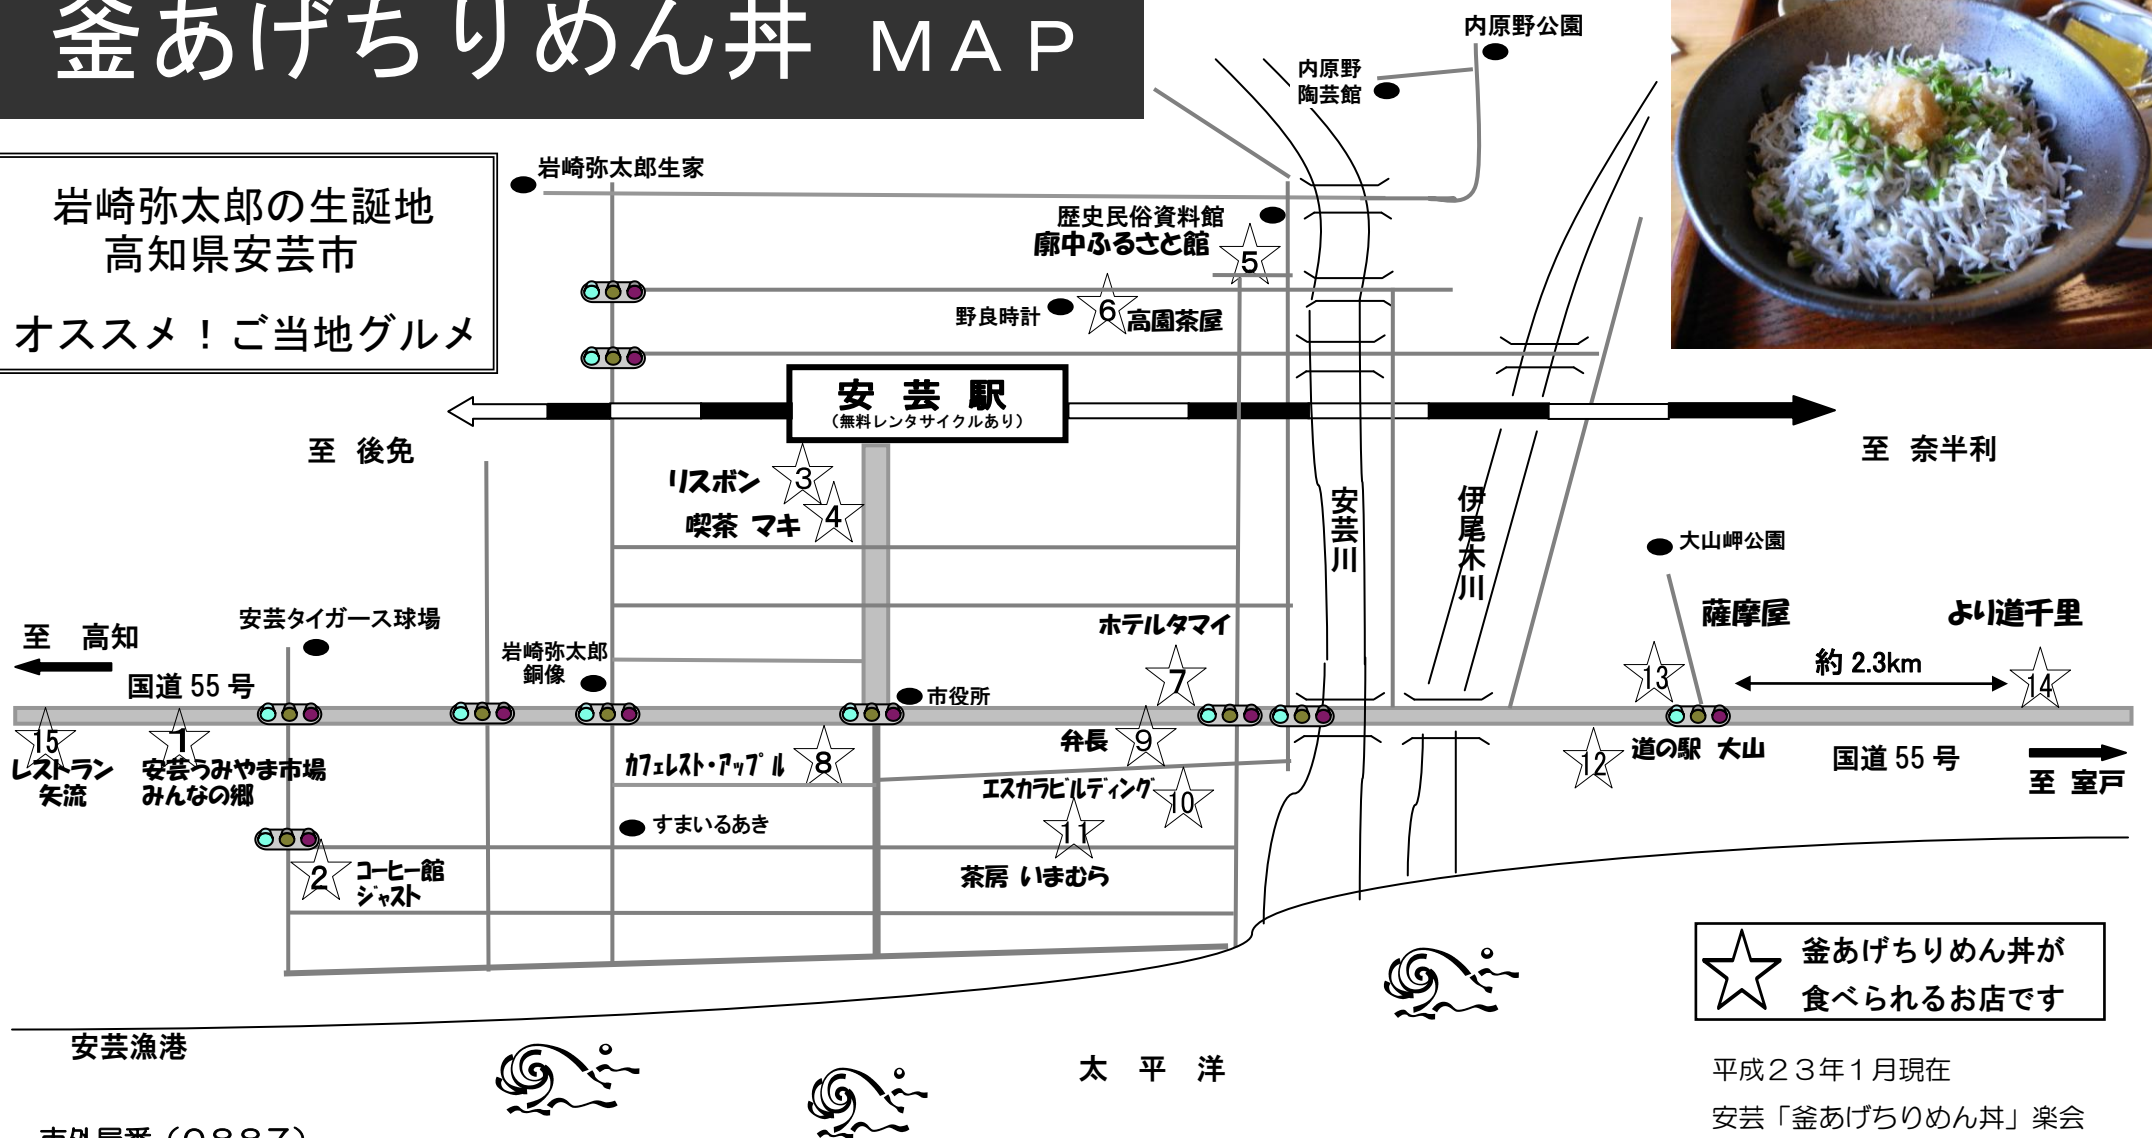 釜あげちりめん丼 MAP
岩崎弥太郎の生誕地
高知県安芸市
オススメ！ご当地グルメ
内原野公園
内原野
陶芸館
岩崎弥太郎生家
歴史民俗資料館
廓中ふるさと館
5
野良時計
6
高園茶屋
安芸駅
（無料レンタサイクルあり）
至 後免
至 奈半利
リスボン
3
喫茶 マキ
4
安芸川
伊尾木川
大山岬公園
至 高知
安芸タイガース球場
国道55号
岩崎弥太郎
銅像
市役所
ホテルタマイ
7
薩摩屋
13
約2.3km
より道千里
14
15
レストラン
矢流
1
安芸うみやま市場
みんなの郷
カフェレスト・アップル
8
弁長
9
エスカラビルディング
10
11
茶房 いまむら
12
道の駅 大山
国道55号
至 室戸
すまいるあき
2
コーヒー館
ジャスト
釜あげちりめん丼が
食べられるお店です
安芸漁港
太平洋
平成２３年１月現在
安芸「釜あげちりめん丼」楽会
市外局番（０８８７）